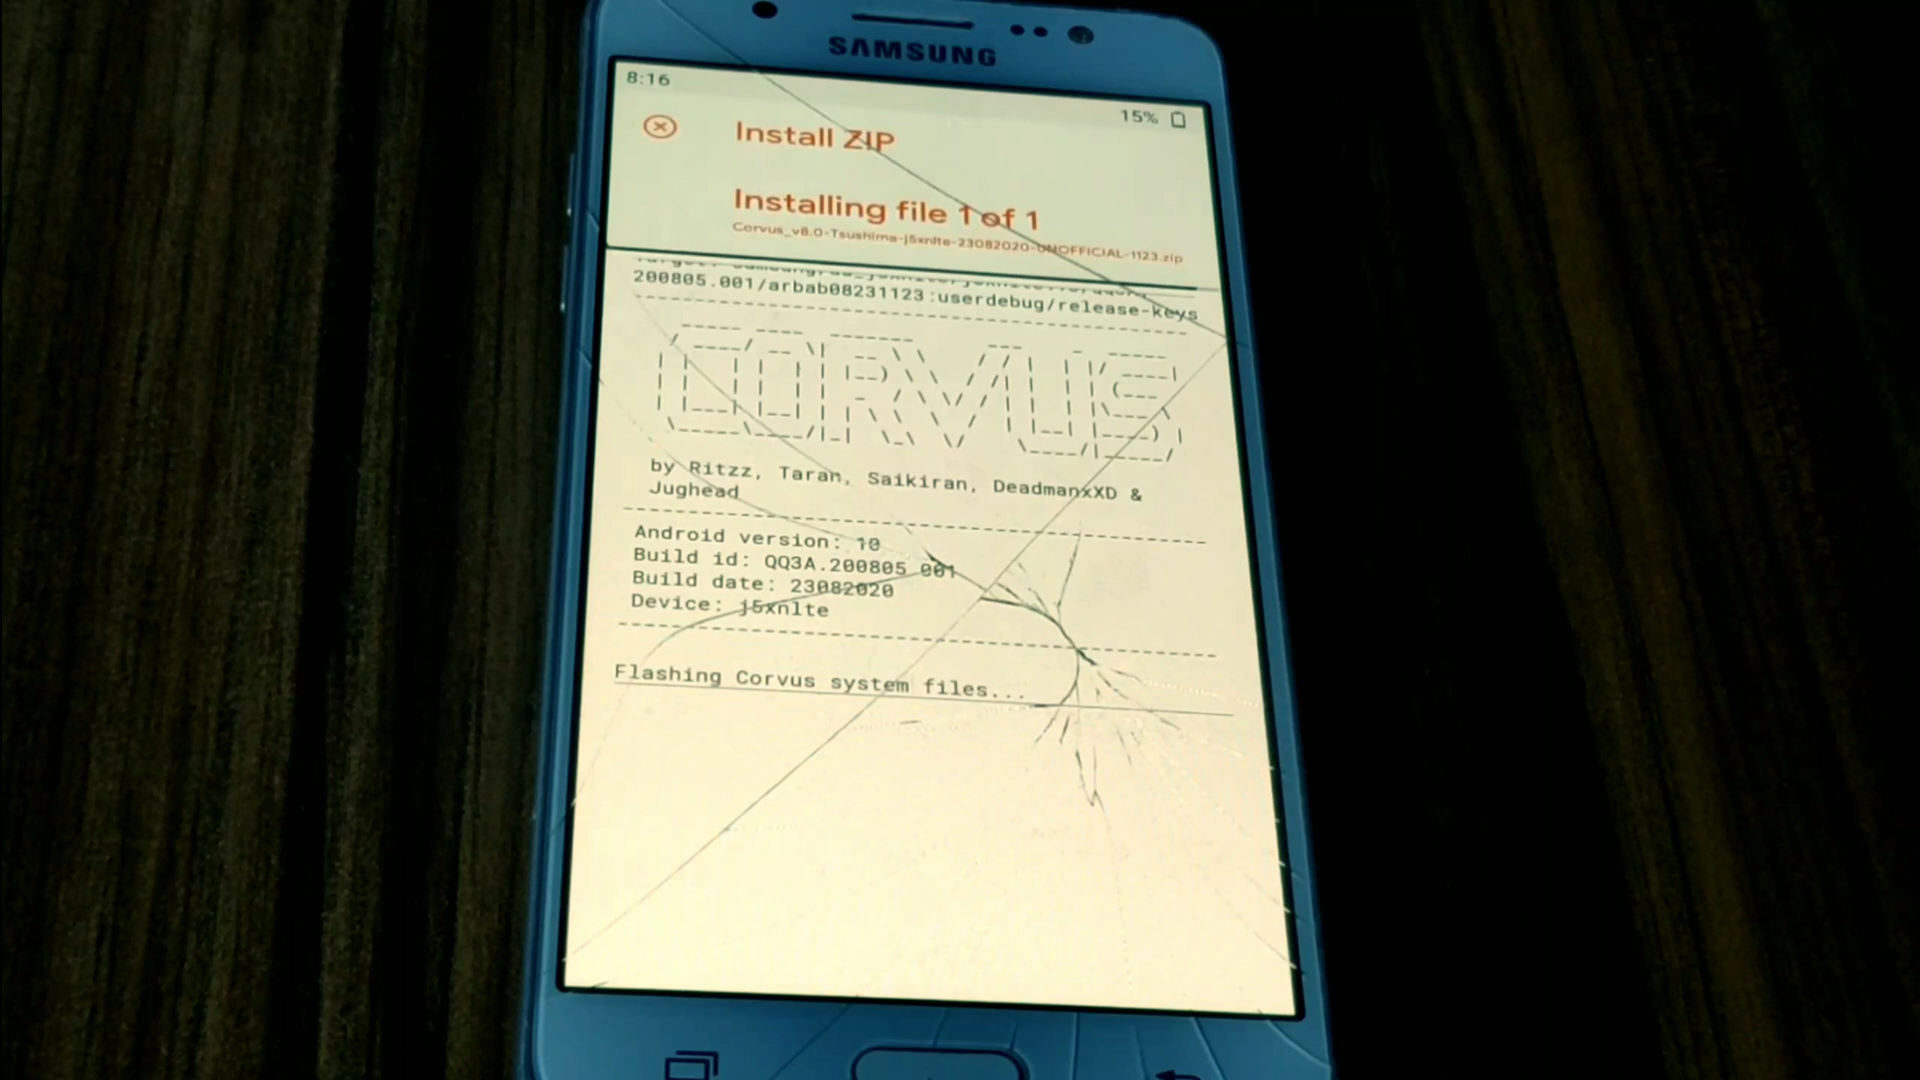 SAMSUNG
8:16
15%
Install ZIP
Installing file 1 of 1
Corvus_v8.0-Tsushima-j5xnlte-23082020-UNOFFICIAL-1123.zip
200805.001/arbab08231123:userdebug/release-keys
CORVUS
by Ritzz, Taran, Saikiran, DeadmanxXD &
Jughead
Android version: 10
Build id: QQ3A.200805.001
Build date: 23082020
Device: j5xnlte
Flashing Corvus system files...